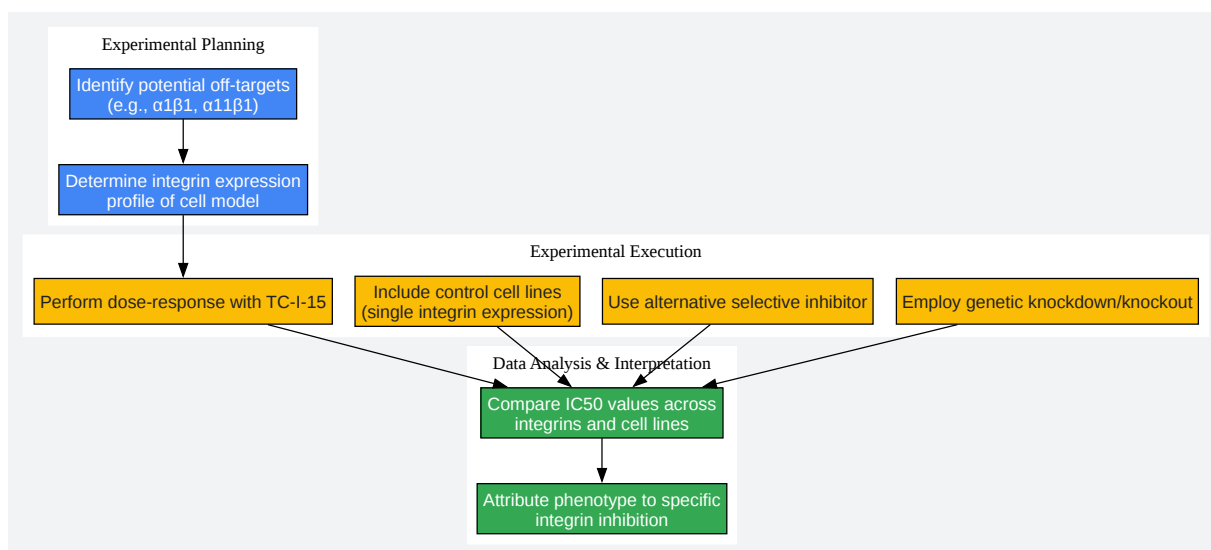 Experimental Planning
Identify potential off-targets
(e.g., α1β1, α11β1)
Determine integrin expression
profile of cell model
Experimental Execution
Perform dose-response with TC-I-15
Include control cell lines
(single integrin expression)
Use alternative selective inhibitor
Employ genetic knockdown/knockout
Data Analysis & Interpretation
Compare IC50 values across
integrins and cell lines
Attribute phenotype to specific
integrin inhibition